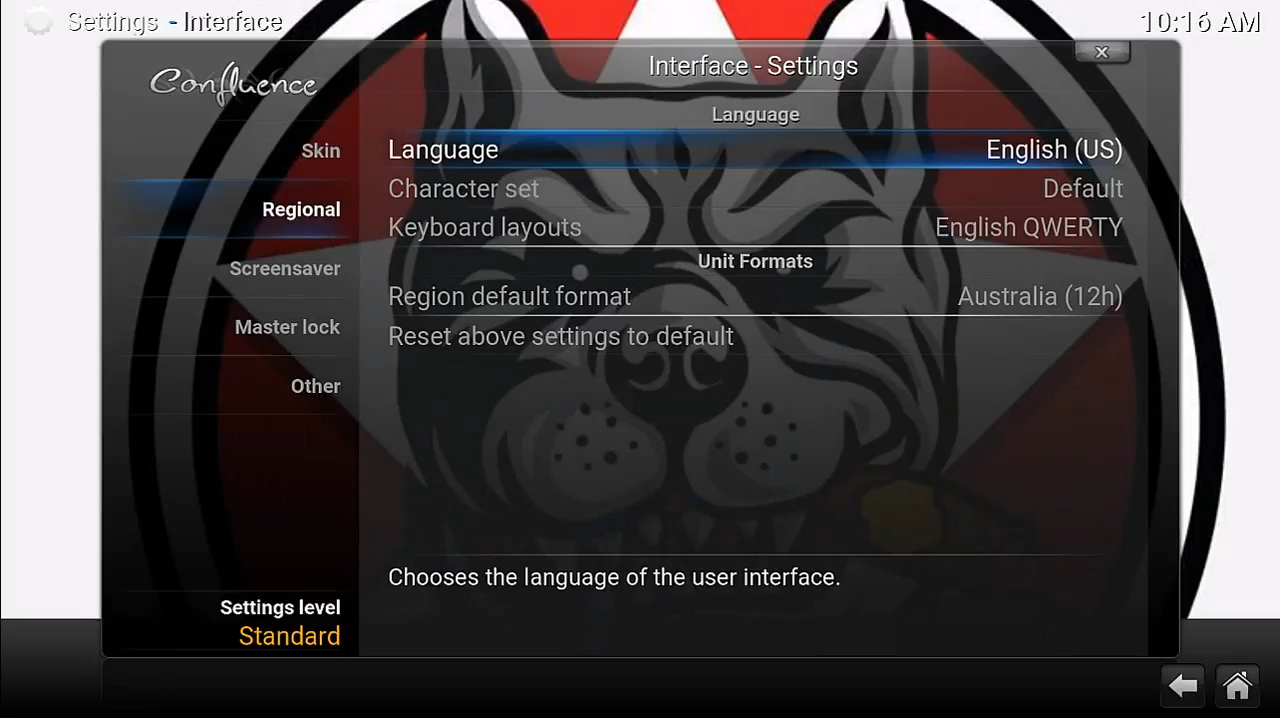 Settings - Interface
10:16 AM
Confluence
Interface - Settings
Skin
Regional
Screensaver
Master lock
Other
Settings level
Standard
Language
Language English (US)
Character set Default
Keyboard layouts English QWERTY
Unit Formats
Region default format Australia (12h)
Reset above settings to default
Chooses the language of the user interface.